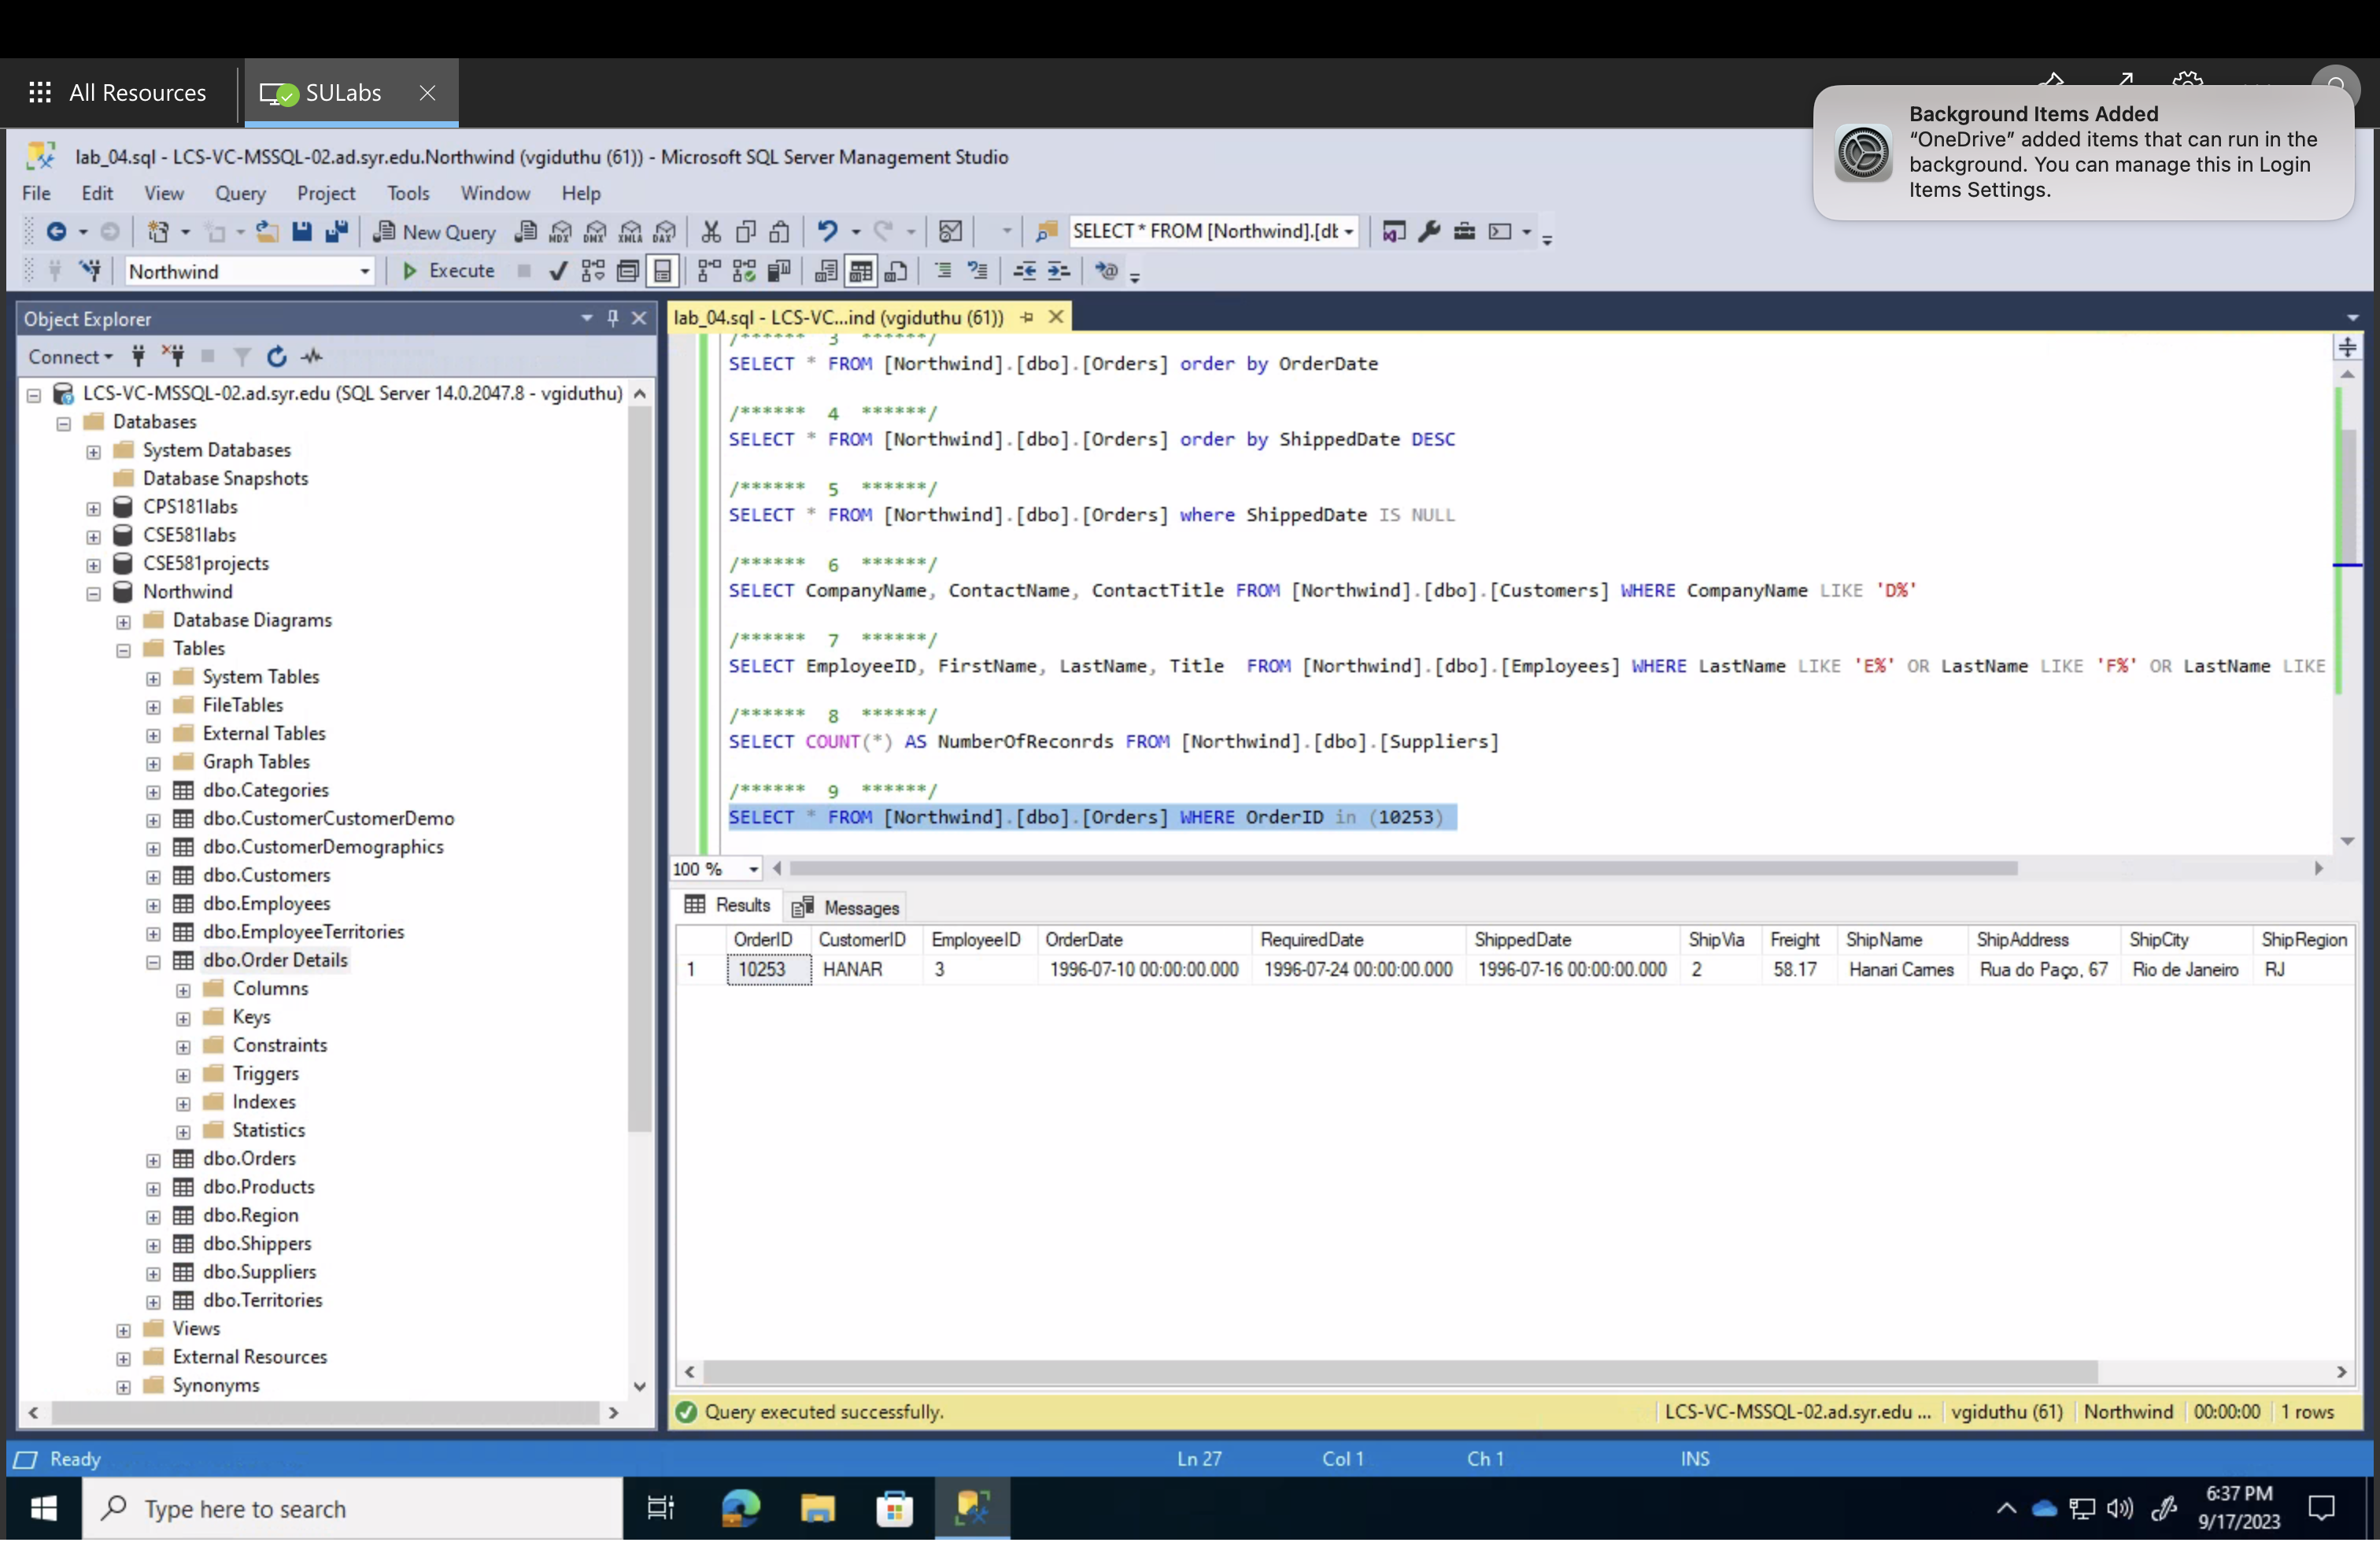 All Resources
SULabs
Background Items Added
“OneDrive” added items that can run in the
background. You can manage this in Login
Items Settings.
lab_04.sql - LCS-VC-MSSQL-02.ad.syr.edu.Northwind (vgiduthu (61)) - Microsoft SQL Server Management Studio
File Edit View Query Project Tools Window Help
New Query MDX DMX XMLA DAX SELECT * FROM [Northwind].[dt
Northwind Execute
Object Explorer
Connect
LCS-VC-MSSQL-02.ad.syr.edu (SQL Server 14.0.2047.8 - vgiduthu)
Databases
System Databases
Database Snapshots
CPS181labs
CSE581labs
CSE581projects
Northwind
Database Diagrams
Tables
System Tables
FileTables
External Tables
Graph Tables
dbo.Categories
dbo.CustomerCustomerDemo
dbo.CustomerDemographics
dbo.Customers
dbo.Employees
dbo.EmployeeTerritories
dbo.Order Details
Columns
Keys
Constraints
Triggers
Indexes
Statistics
dbo.Orders
dbo.Products
dbo.Region
dbo.Shippers
dbo.Suppliers
dbo.Territories
Views
External Resources
Synonyms
lab_04.sql - LCS-VC...ind (vgiduthu (61))
/****** 3 ******/
SELECT * FROM [Northwind].[dbo].[Orders] order by OrderDate
/****** 4 ******/
SELECT * FROM [Northwind].[dbo].[Orders] order by ShippedDate DESC
/****** 5 ******/
SELECT * FROM [Northwind].[dbo].[Orders] where ShippedDate IS NULL
/****** 6 ******/
SELECT CompanyName, ContactName, ContactTitle FROM [Northwind].[dbo].[Customers] WHERE CompanyName LIKE 'D%'
/****** 7 ******/
SELECT EmployeeID, FirstName, LastName, Title FROM [Northwind].[dbo].[Employees] WHERE LastName LIKE 'E%' OR LastName LIKE 'F%' OR LastName LIKE
/****** 8 ******/
SELECT COUNT(*) AS NumberOfReconrds FROM [Northwind].[dbo].[Suppliers]
/****** 9 ******/
SELECT * FROM [Northwind].[dbo].[Orders] WHERE OrderID in (10253)
100 %
Results Messages
OrderID CustomerID EmployeeID OrderDate RequiredDate ShippedDate ShipVia Freight ShipName ShipAddress ShipCity ShipRegion
1 10253 HANAR 3 1996-07-10 00:00:00.000 1996-07-24 00:00:00.000 1996-07-16 00:00:00.000 2 58.17 Hanari Carnes Rua do Paço, 67 Rio de Janeiro RJ
Query executed successfully. LCS-VC-MSSQL-02.ad.syr.edu ... vgiduthu (61) Northwind 00:00:00 1 rows
Ready Ln 27 Col 1 Ch 1 INS
Type here to search
6:37 PM
9/17/2023